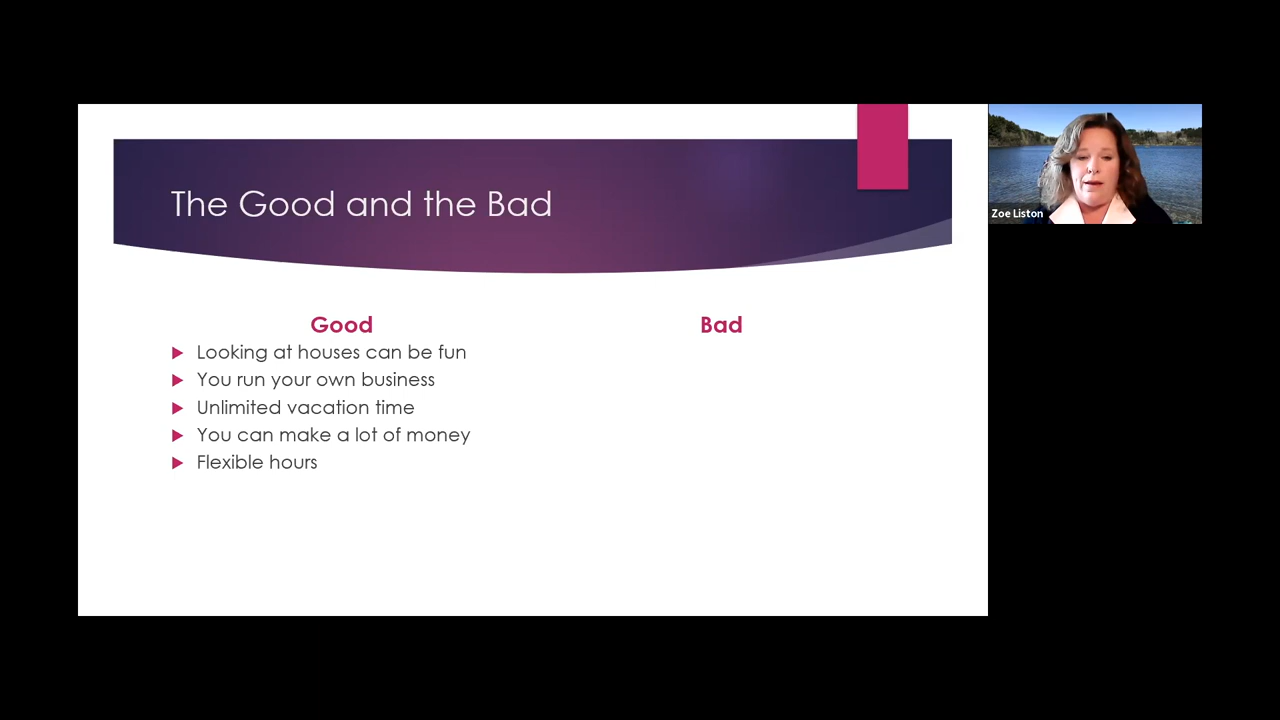 The Good and the Bad
Good
Looking at houses can be fun
You run your own business
Unlimited vacation time
You can make a lot of money
Flexible hours
Bad
Zoe Liston